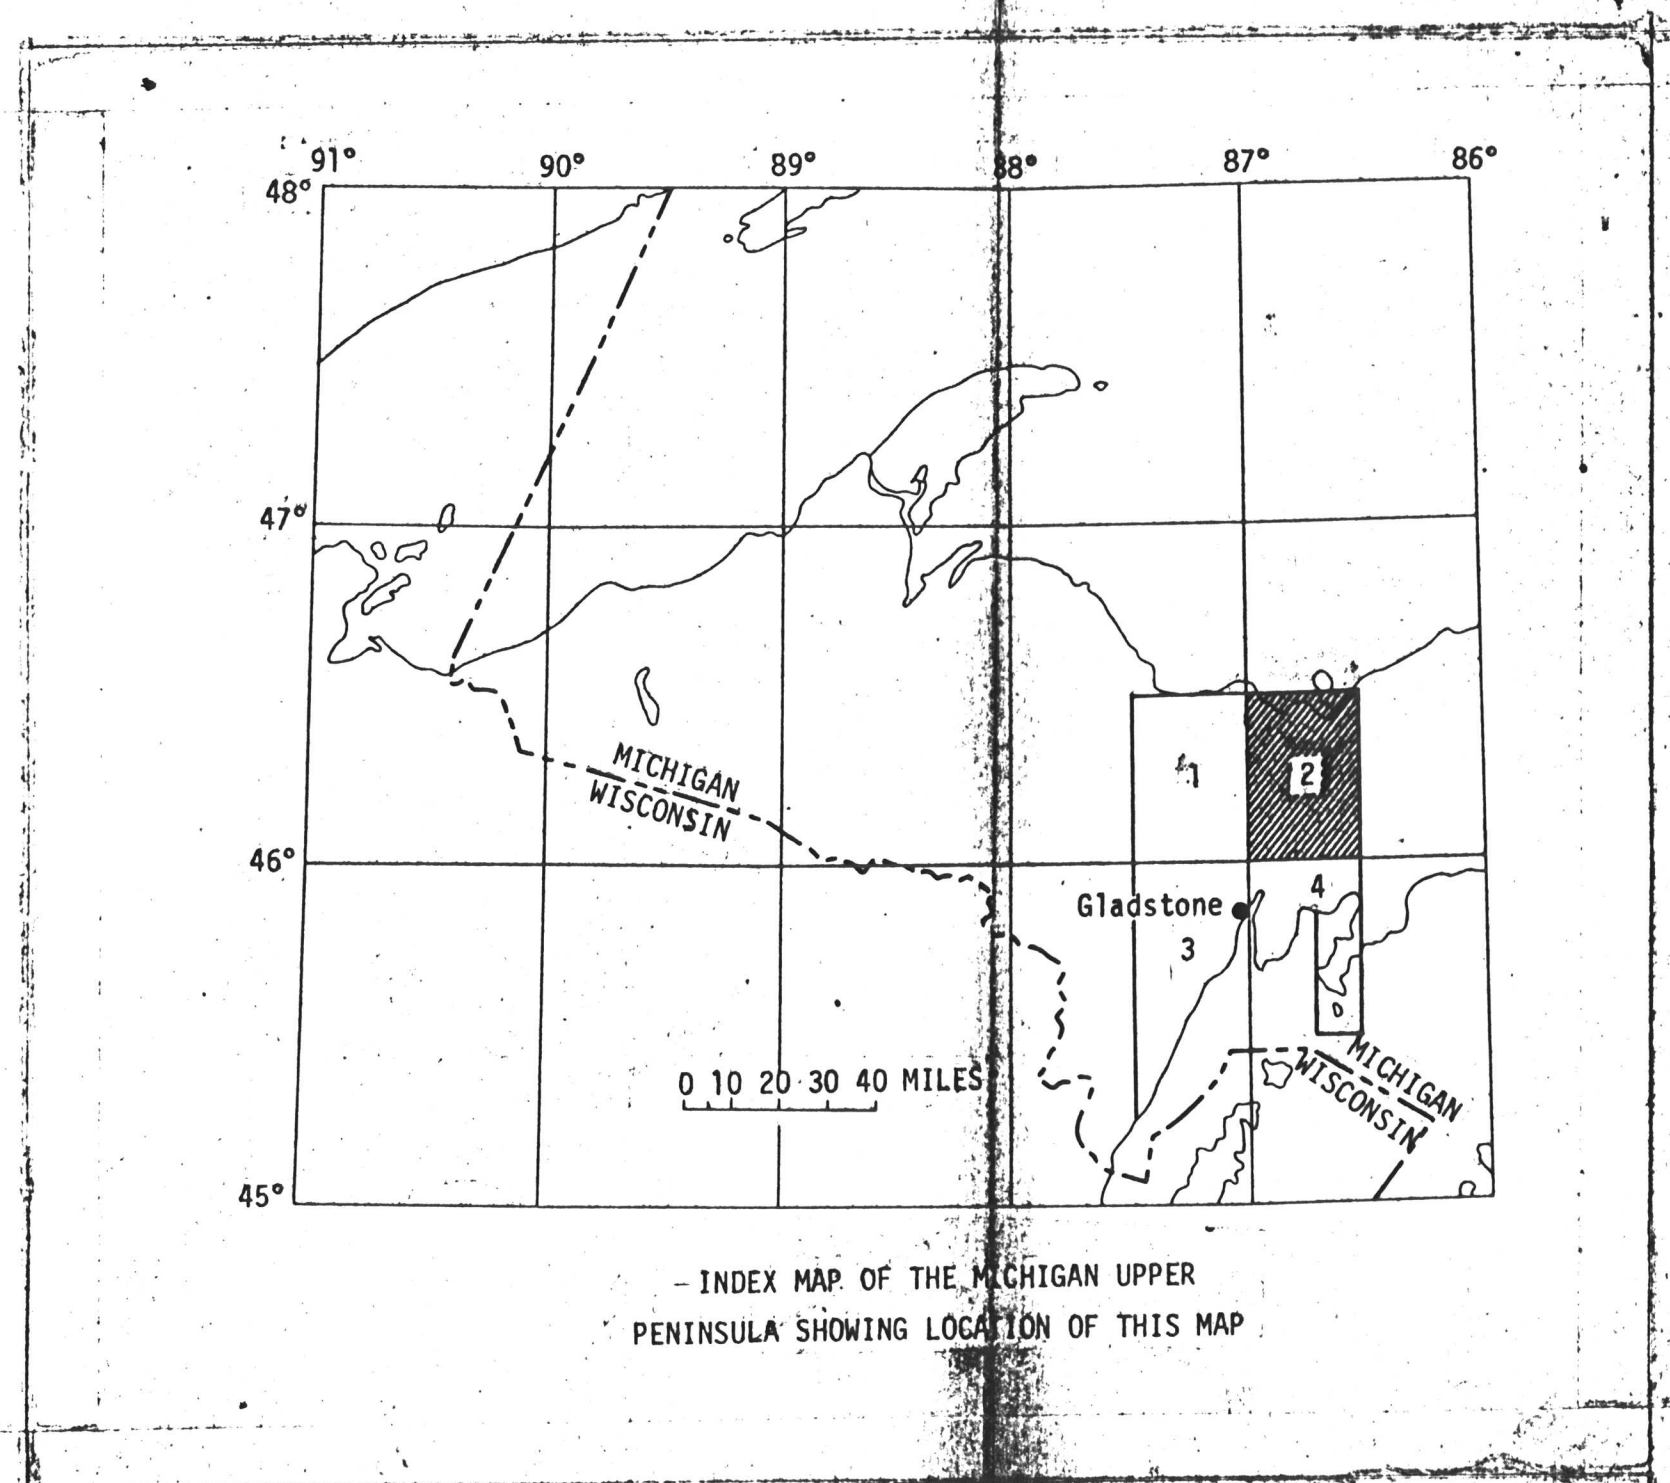 91° 90° 89° 88° 87° 86°
48°
47°
46°
45°
MICHIGAN
WISCONSIN
1
2
Gladstone
4
3
0 10 20 30 40 MILES
MICHIGAN
WISCONSIN
- INDEX MAP OF THE MICHIGAN UPPER
PENINSULA SHOWING LOCATION OF THIS MAP